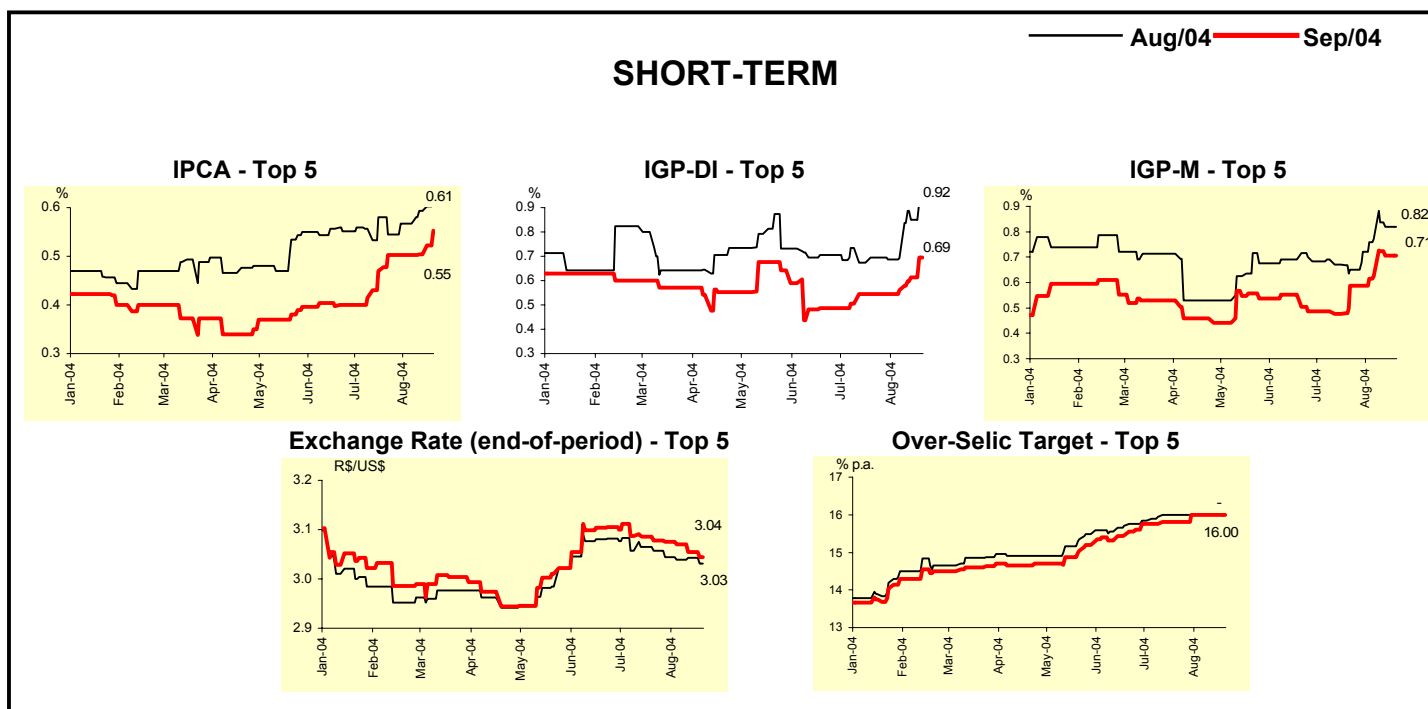 Aug/04 Sep/04
SHORT-TERM
IPCA - Top 5
%
0.6
0.5
0.4
0.3
0.61
0.55
Jan-04 Feb-04 Mar-04 Apr-04 May-04 Jun-04 Jul-04 Aug-04
IGP-DI - Top 5
%
0.9
0.8
0.7
0.6
0.5
0.4
0.3
0.92
0.69
Jan-04 Feb-04 Mar-04 Apr-04 May-04 Jun-04 Jul-04 Aug-04
IGP-M - Top 5
%
0.9
0.8
0.7
0.6
0.5
0.4
0.3
0.82
0.71
Jan-04 Feb-04 Mar-04 Apr-04 May-04 Jun-04 Jul-04 Aug-04
Exchange Rate (end-of-period) - Top 5
R$/US$
3.2
3.1
3.0
2.9
3.04
3.03
Jan-04 Feb-04 Mar-04 Apr-04 May-04 Jun-04 Jul-04 Aug-04
Over-Selic Target - Top 5
% p.a.
17
16
15
14
13
-
16.00
Jan-04 Feb-04 Mar-04 Apr-04 May-04 Jun-04 Jul-04 Aug-04